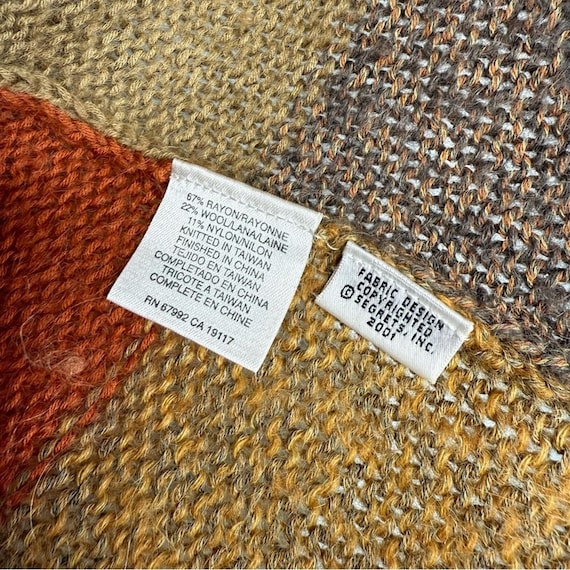 67% RAYON/RAYONNE
22% WOOL/LANA/LAINE
11% NYLON/NILON
KNITTED IN TAIWAN
FINISHED IN CHINA
TEJIDO EN TAIWAN
COMPLETADO EN CHINA
TRICOTE A TAIWAN
COMPLETE EN CHINE
RN 67992 CA 19117
FABRIC DESIGN
COPYRIGHTED
© SEGRETS, INC.
2001